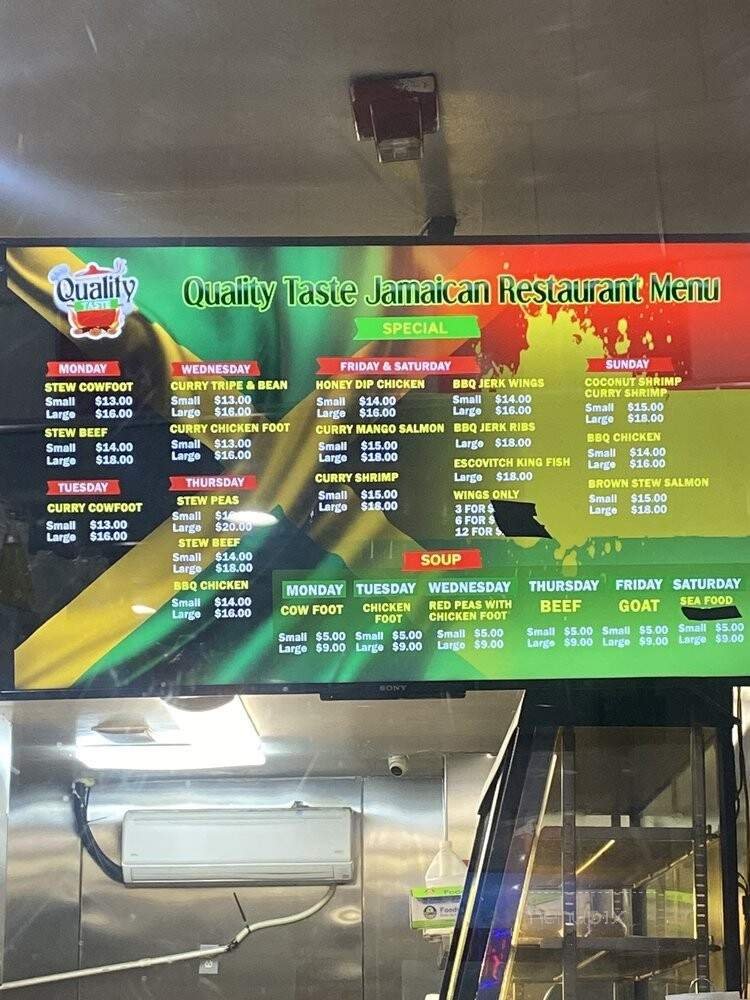 Quality
TASTE
Quality Taste Jamaican Restaurant Menu
SPECIAL
MONDAY
STEW COWFOOT
Small $13.00
Large $16.00
STEW BEEF
Small $14.00
Large $18.00
TUESDAY
CURRY COWFOOT
Small $13.00
Large $16.00
WEDNESDAY
CURRY TRIPE & BEAN
Small $13.00
Large $16.00
CURRY CHICKEN FOOT
Small $13.00
Large $16.00
THURSDAY
STEW PEAS
Small
Large $20.00
STEW BEEF
Small $14.00
Large $18.00
BBQ CHICKEN
Small $14.00
Large $16.00
FRIDAY & SATURDAY
HONEY DIP CHICKEN
Small $14.00
Large $16.00
CURRY MANGO SALMON
Small $15.00
Large $18.00
CURRY SHRIMP
Small $15.00
Large $18.00
BBQ JERK WINGS
Small $14.00
Large $16.00
BBQ JERK RIBS
Large $18.00
ESCOVITCH KING FISH
Large $18.00
WINGS ONLY
3 FOR $
6 FOR $
12 FOR $
SUNDAY
COCONUT SHRIMP
CURRY SHRIMP
Small $15.00
Large $18.00
BBQ CHICKEN
Small $14.00
Large $16.00
BROWN STEW SALMON
Small $15.00
Large $18.00
SOUP
MONDAY
COW FOOT
Small $5.00
Large $9.00
TUESDAY
CHICKEN
FOOT
Small $5.00
Large $9.00
WEDNESDAY
RED PEAS WITH
CHICKEN FOOT
Small $5.00
Large $9.00
THURSDAY
BEEF
Small $5.00
Large $9.00
FRIDAY
GOAT
Small $5.00
Large $9.00
SATURDAY
SEA FOOD
Small $5.00
Large $9.00
SONY
menupix